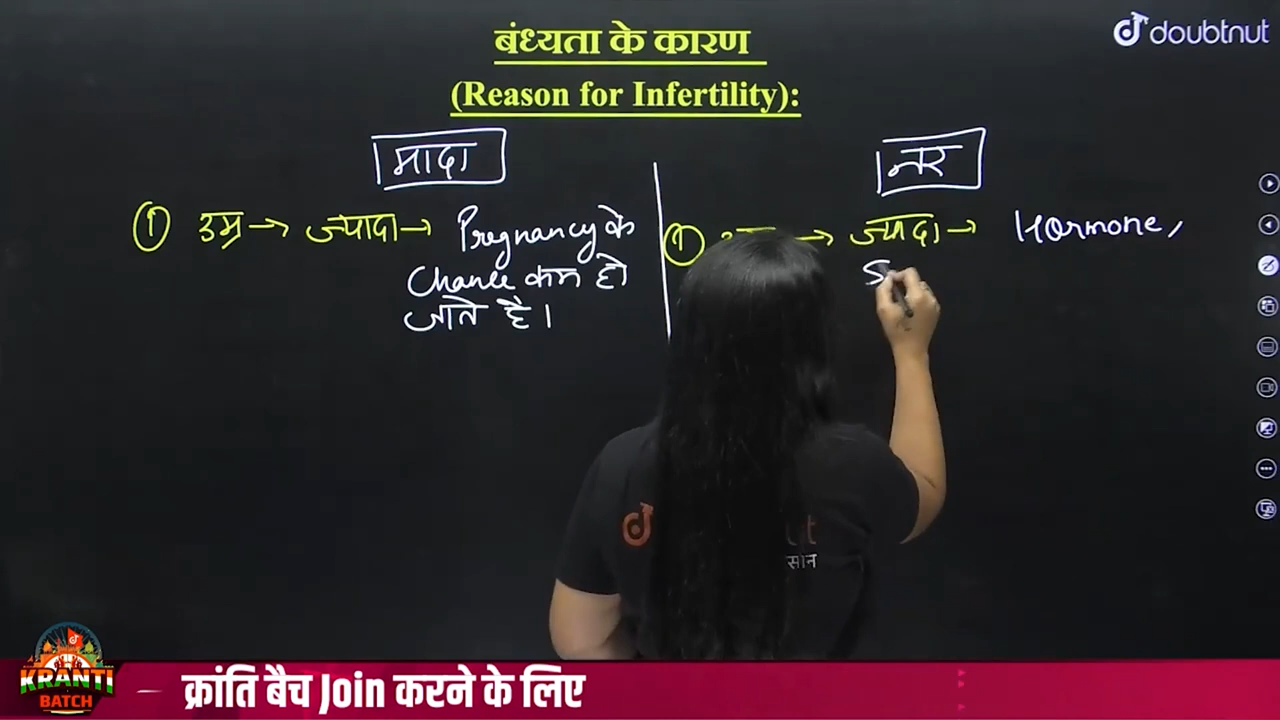 बंध्यता के कारण
(Reason for Infertility):
doubtnut
मादा
① उम्र → ज्यादा → Pregnancy के
Chance कम हो
जाते है।
नर
① → ज्यादा → Hormone,
S
सोन
KRANTI
BATCH
क्रांति बैच Join करने के लिए